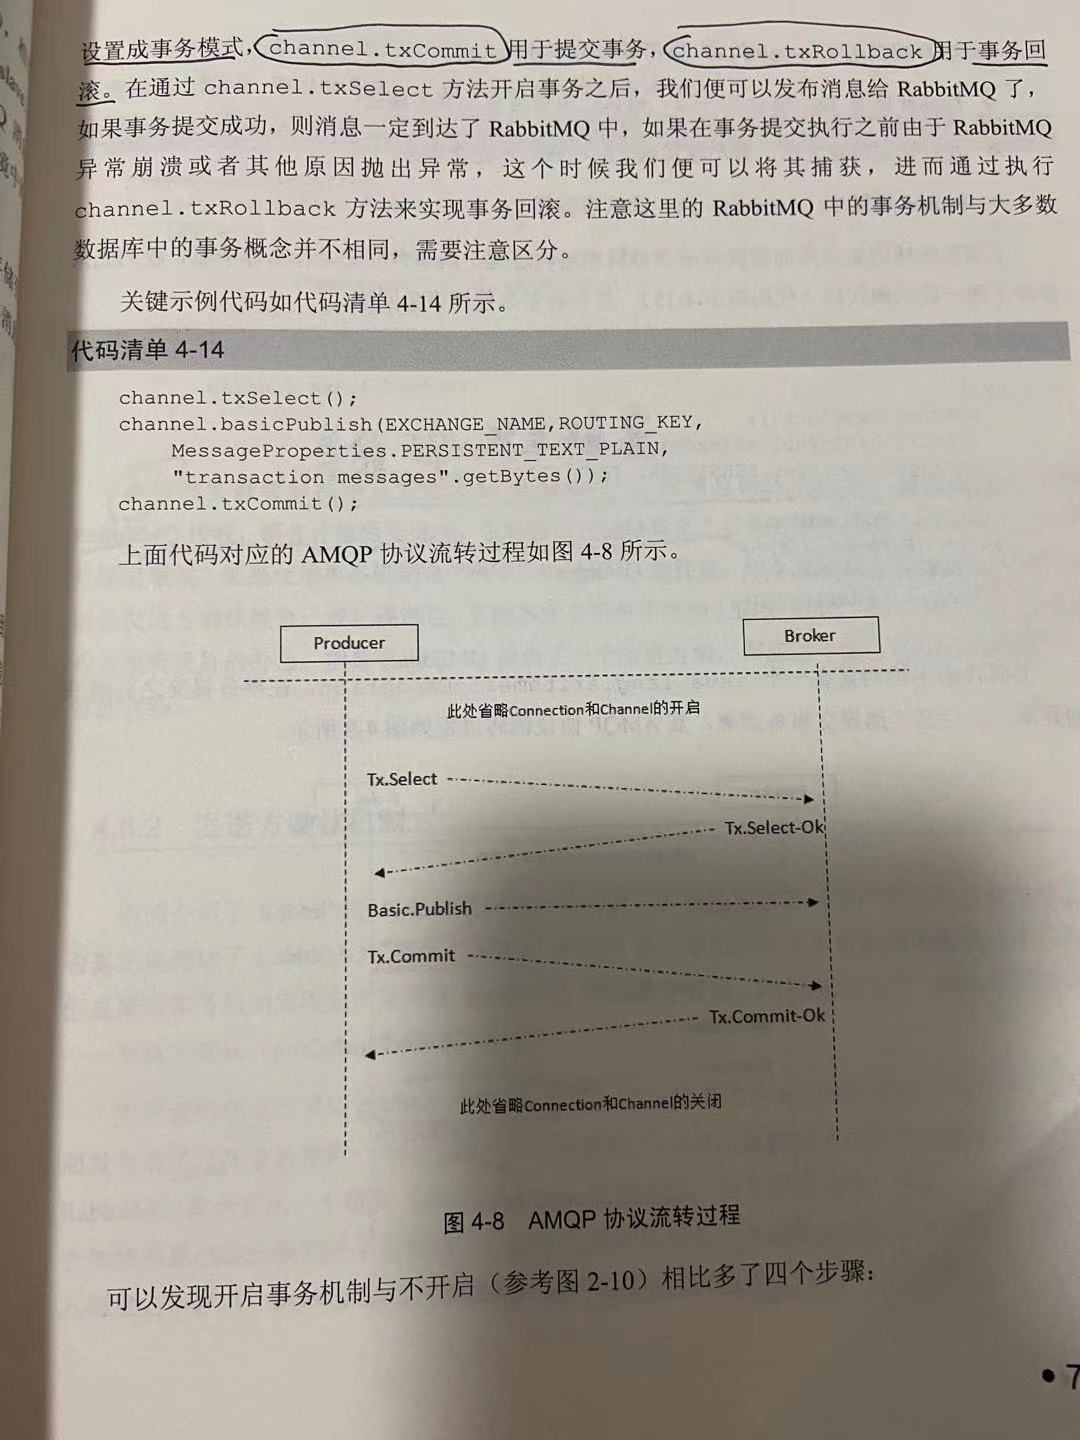 设置成事务模式，channel.txCommit 用于提交事务，channel.txRollback 用于事务回
滚。在通过 channel.txSelect 方法开启事务之后，我们便可以发布消息给 RabbitMQ 了，
如果事务提交成功，则消息一定到达了 RabbitMQ 中，如果在事务提交执行之前由于 RabbitMQ
异常崩溃或者其他原因抛出异常，这个时候我们便可以将其捕获，进而通过执行
channel.txRollback 方法来实现事务回滚。注意这里的 RabbitMQ 中的事务机制与大多数
数据库中的事务概念并不相同，需要注意区分。
关键示例代码如代码清单 4-14 所示。
代码清单 4-14
channel.txSelect();
channel.basicPublish(EXCHANGE_NAME,ROUTING_KEY,
MessageProperties.PERSISTENT_TEXT_PLAIN,
"transaction messages".getBytes());
channel.txCommit();
上面代码对应的 AMQP 协议流转过程如图 4-8 所示。
Producer
Broker
此处省略Connection和Channel的开启
Tx.Select
Tx.Select-Ok
Basic.Publish
Tx.Commit
Tx.Commit-Ok
此处省略Connection和Channel的关闭
图 4-8 AMQP 协议流转过程
可以发现开启事务机制与不开启（参考图 2-10）相比多了四个步骤：
• 7